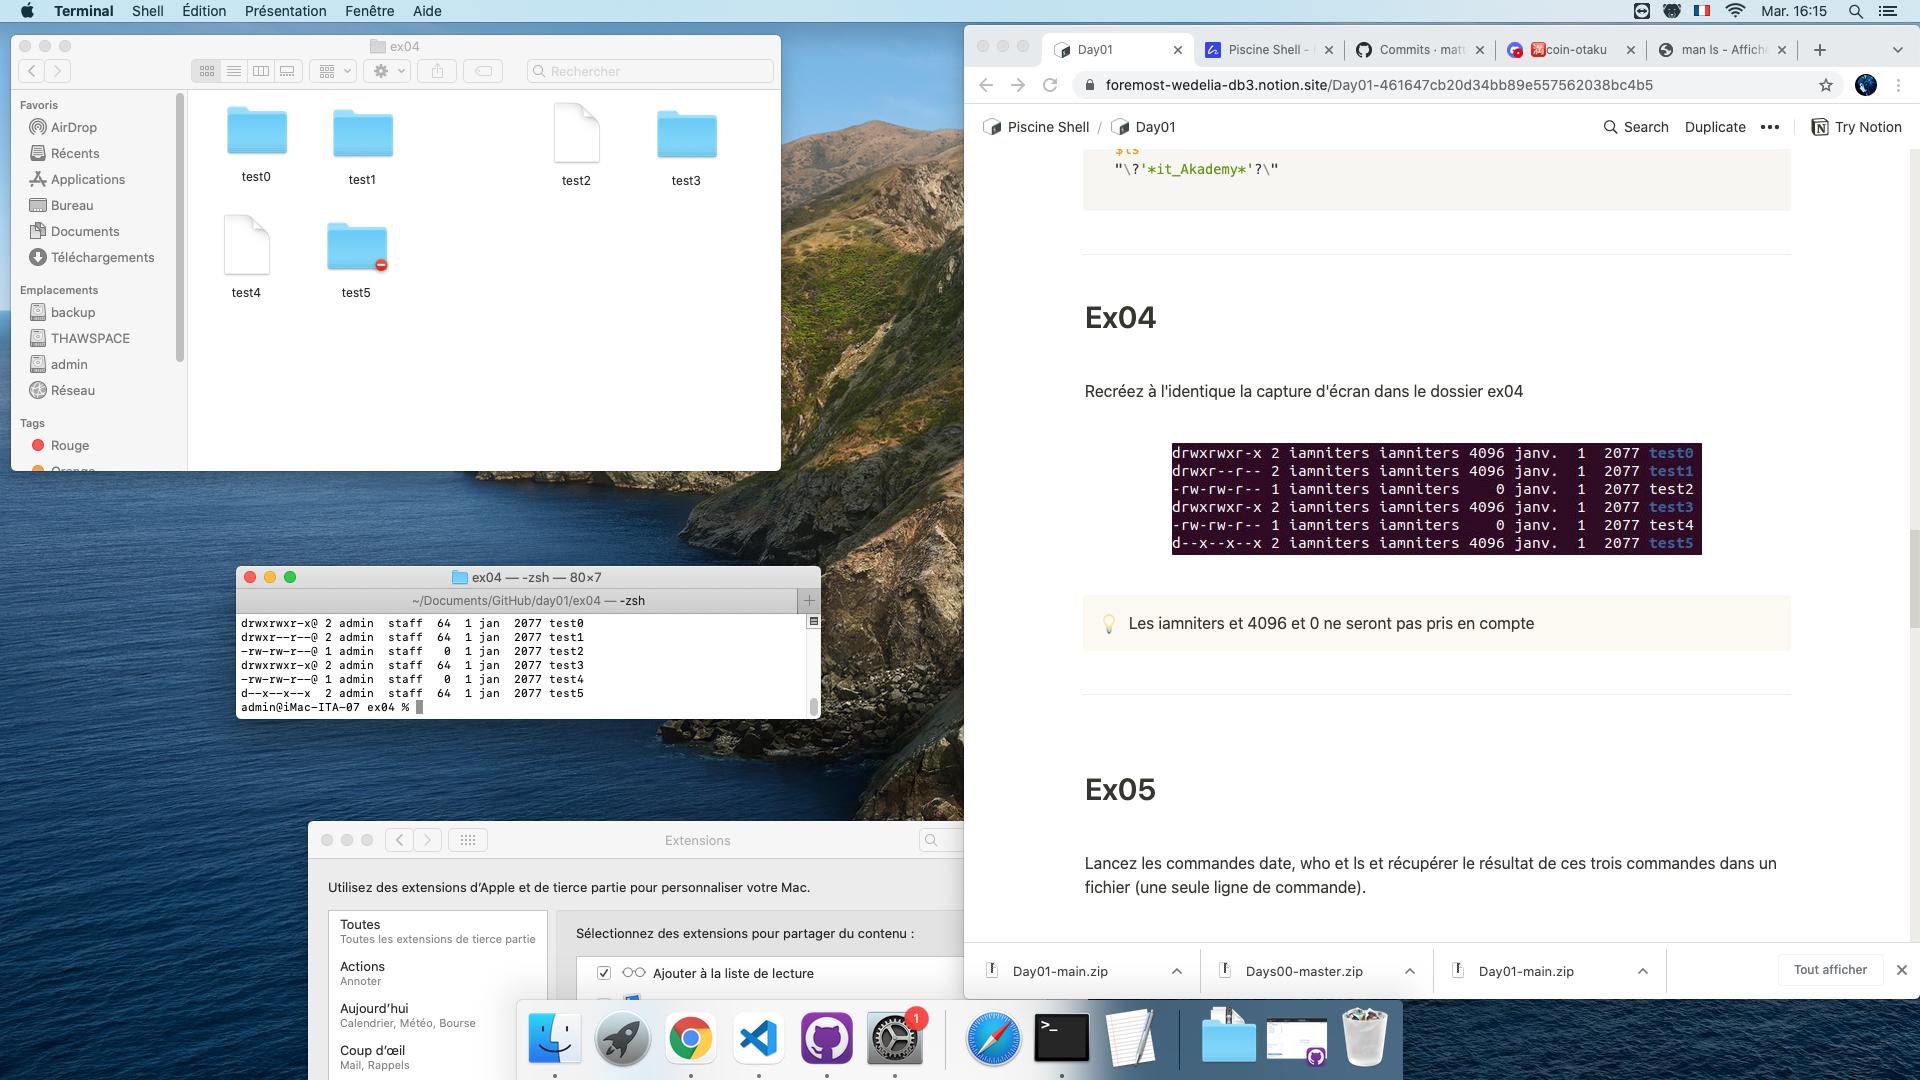 Terminal Shell Édition Présentation Fenêtre Aide
Mar. 16:15
ex04
Rechercher
Favoris
AirDrop
Récents
Applications
Bureau
Documents
Téléchargements
Emplacements
backup
THAWSPACE
admin
Réseau
Tags
Rouge
Orange
test0
test1
test2
test3
test4
test5
ex04 — -zsh — 80×7
~/Documents/GitHub/day01/ex04 — -zsh
drwxrwxr-x@ 2 admin  staff  64  1 jan  2077 test0
drwxr--r--@ 2 admin  staff  64  1 jan  2077 test1
-rw-rw-r--@ 1 admin  staff   0  1 jan  2077 test2
drwxrwxr-x@ 2 admin  staff  64  1 jan  2077 test3
-rw-rw-r--@ 1 admin  staff   0  1 jan  2077 test4
d--x--x--x  2 admin  staff  64  1 jan  2077 test5
admin@iMac-ITA-07 ex04 %
Extensions
Utilisez des extensions d’Apple et de tierce partie pour personnaliser votre Mac.
Toutes
Toutes les extensions de tierce partie
Actions
Annoter
Aujourd’hui
Calendrier, Météo, Bourse
Coup d’œil
Mail, Rappels
Sélectionnez des extensions pour partager du contenu :
Ajouter à la liste de lecture
Day01
Piscine Shell -
Commits · matt
満coin-otaku
man ls - Affiche
foremost-wedelia-db3.notion.site/Day01-461647cb20d34bb89e557562038bc4b5
Piscine Shell / Day01
Search Duplicate ••• Try Notion
$ls
"\?'*it_Akademy*'?\"
Ex04
Recréez à l'identique la capture d'écran dans le dossier ex04
drwxrwxr-x 2 iamniters iamniters 4096 janv.  1  2077 test0
drwxr--r-- 2 iamniters iamniters 4096 janv.  1  2077 test1
-rw-rw-r-- 1 iamniters iamniters    0 janv.  1  2077 test2
drwxrwxr-x 2 iamniters iamniters 4096 janv.  1  2077 test3
-rw-rw-r-- 1 iamniters iamniters    0 janv.  1  2077 test4
d--x--x--x 2 iamniters iamniters 4096 janv.  1  2077 test5
Les iamniters et 4096 et 0 ne seront pas pris en compte
Ex05
Lancez les commandes date, who et ls et récupérer le résultat de ces trois commandes dans un
fichier (une seule ligne de commande).
Day01-main.zip
Days00-master.zip
Day01-main.zip
Tout afficher
1
>_